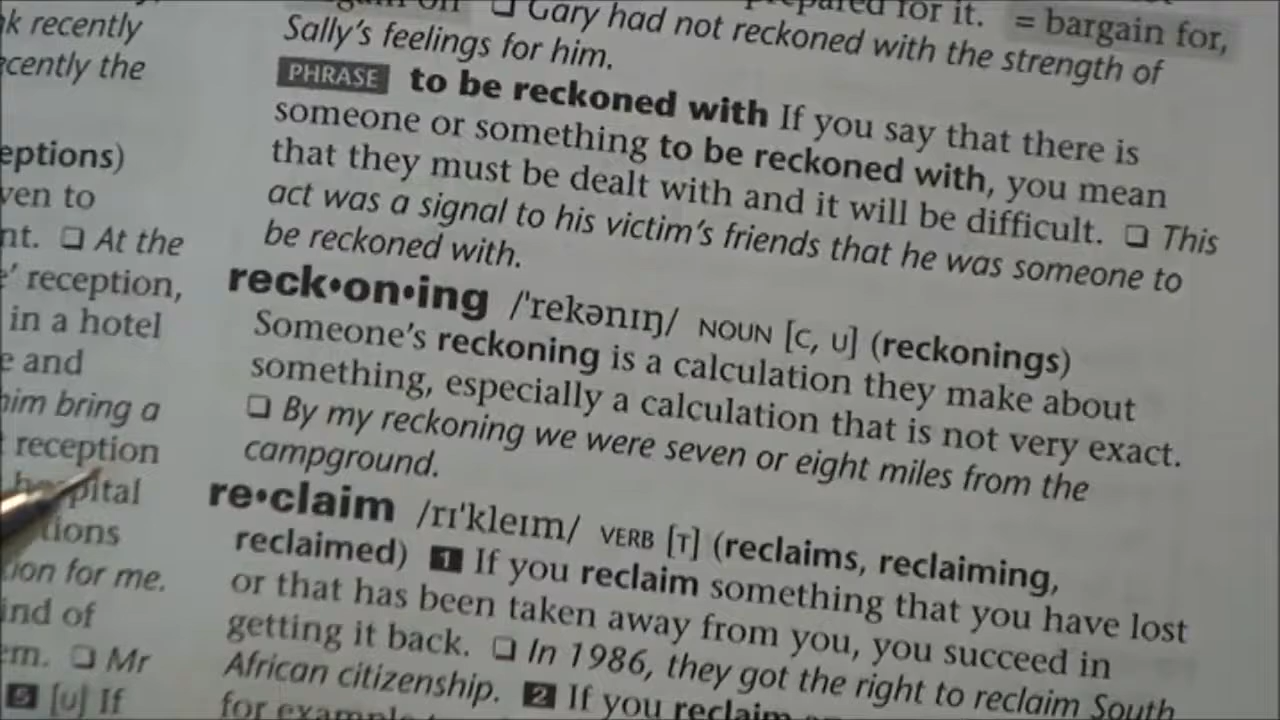 k recently
cently the
eptions)
ven to
nt. ❑ At the
e' reception,
in a hotel
e and
him bring a
reception
hospital
tions
tion for me.
ind of
em. ❑ Mr
5 [U] If
for it. = bargain for,
❑ Gary had not reckoned with the strength of
Sally's feelings for him.
PHRASE to be reckoned with If you say that there is
someone or something to be reckoned with, you mean
that they must be dealt with and it will be difficult. ❑ This
act was a signal to his victim's friends that he was someone to
be reckoned with.
reck•on•ing /ˈrekənɪŋ/ NOUN [C, U] (reckonings)
Someone's reckoning is a calculation they make about
something, especially a calculation that is not very exact.
❑ By my reckoning we were seven or eight miles from the
campground.
re•claim /rɪˈkleɪm/ VERB [T] (reclaims, reclaiming,
reclaimed) 1 If you reclaim something that you have lost
or that has been taken away from you, you succeed in
getting it back. ❑ In 1986, they got the right to reclaim South
African citizenship. 2 If you reclaim
for example